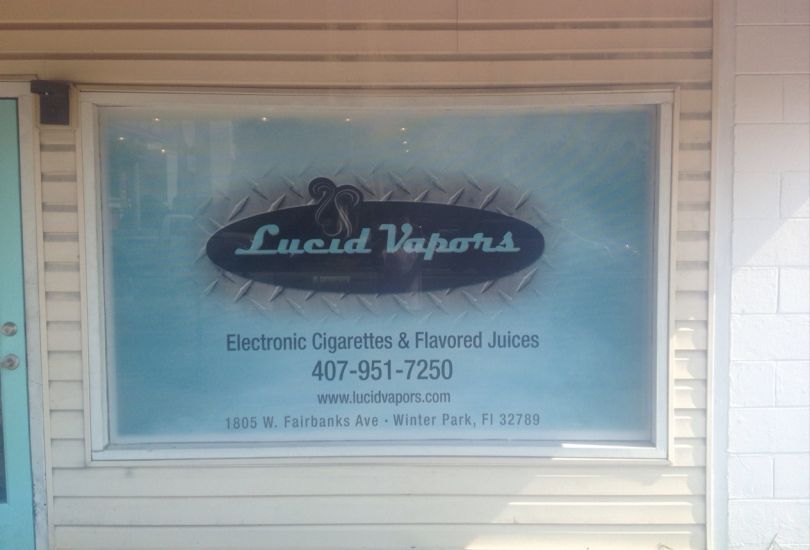 Lucid Vapors
Electronic Cigarettes & Flavored Juices
407-951-7250
www.lucidvapors.com
1805 W. Fairbanks Ave • Winter Park, Fl 32789